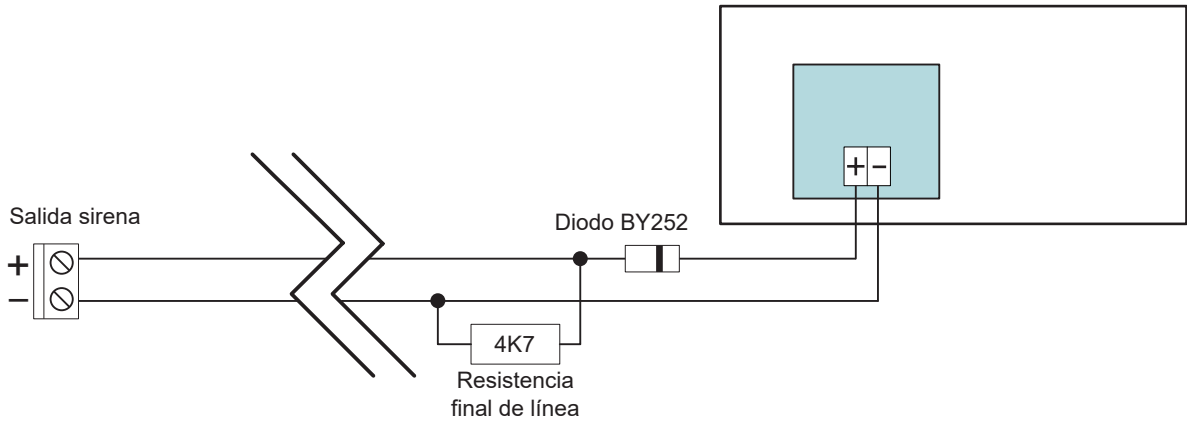 Salida sirena
+
−
Diodo BY252
+ −
4K7
Resistencia
final de línea